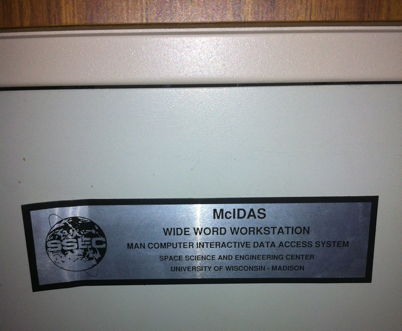 McIDAS
WIDE WORD WORKSTATION
MAN COMPUTER INTERACTIVE DATA ACCESS SYSTEM
SPACE SCIENCE AND ENGINEERING CENTER
UNIVERSITY OF WISCONSIN - MADISON
SSEC